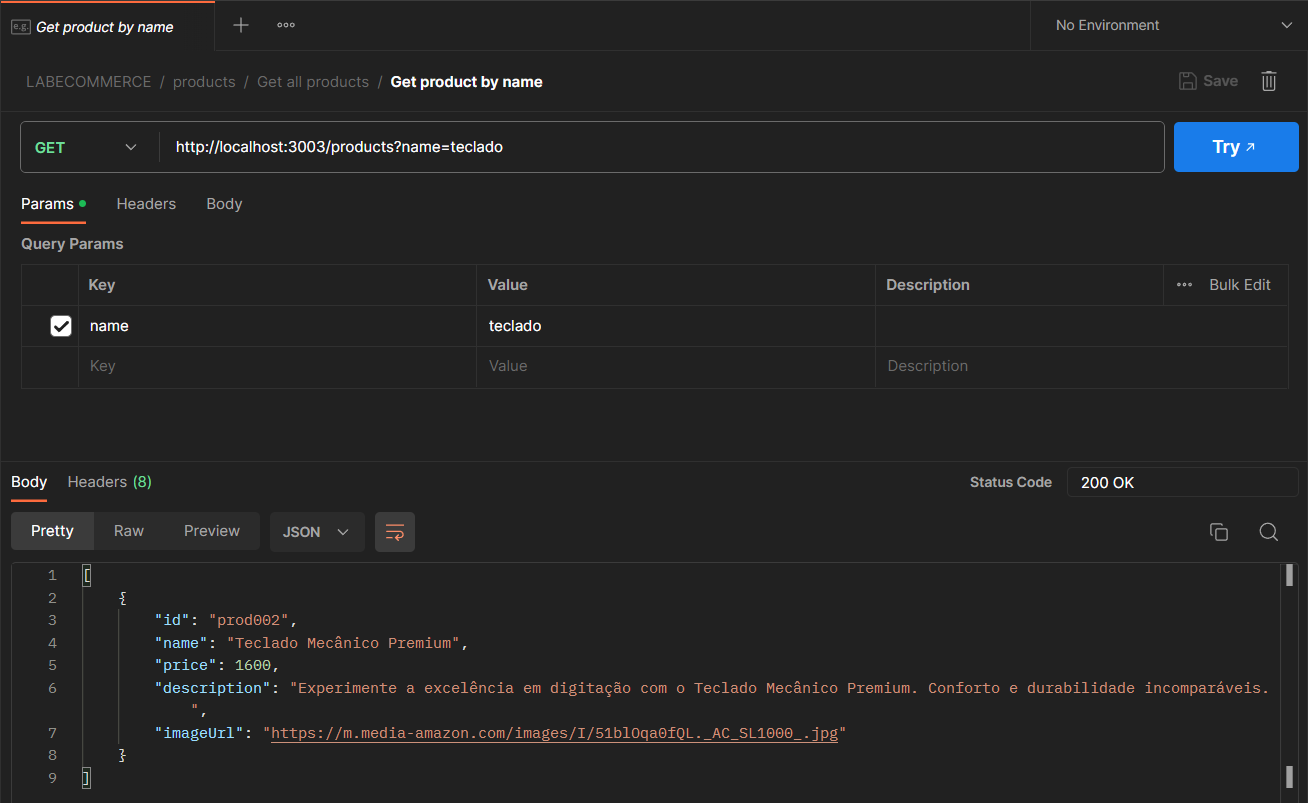 e.g. Get product by name
No Environment
LABECOMMERCE / products / Get all products / Get product by name
Save
GET http://localhost:3003/products?name=teclado
Try
Params Headers Body
Query Params
Key Value Description Bulk Edit
name teclado
Key Value Description
Body Headers (8)
Status Code 200 OK
Pretty Raw Preview JSON
1 [
2 {
3 "id": "prod002",
4 "name": "Teclado Mecânico Premium",
5 "price": 1600,
6 "description": "Experimente a excelência em digitação com o Teclado Mecânico Premium. Conforto e durabilidade incomparáveis.
",
7 "imageUrl": "https://m.media-amazon.com/images/I/51blOqa0fQL._AC_SL1000_.jpg"
8 }
9 ]